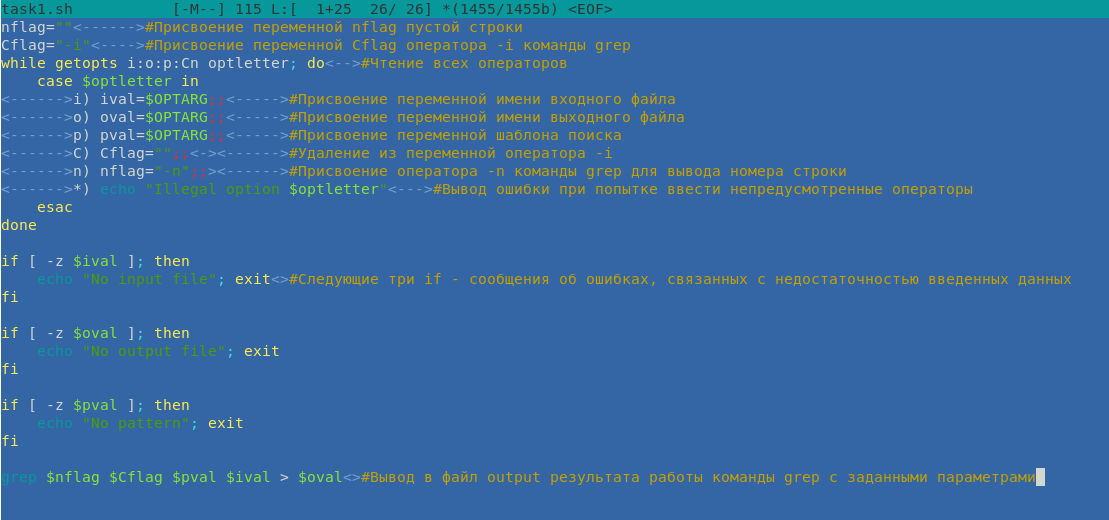 task1.sh [-M--] 115 L:[ 1+25 26/ 26] *(1455/1455b) <EOF>
nflag=""<------>#Присвоение переменной nflag пустой строки
Cflag="-i"<---->#Присвоение переменной Cflag оператора -i команды grep
while getopts i:o:p:Cn optletter; do<-->#Чтение всех операторов
    case $optletter in
<------>i) ival=$OPTARG;;<----->#Присвоение переменной имени входного файла
<------>o) oval=$OPTARG;;<----->#Присвоение переменной имени выходного файла
<------>p) pval=$OPTARG;;<----->#Присвоение переменной шаблона поиска
<------>C) Cflag="";;<-><------>#Удаление из переменной оператора -i
<------>n) nflag="-n";;><------>#Присвоение оператора -n команды grep для вывода номера строки
<------>*) echo "Illegal option $optletter"<--->#Вывод ошибки при попытке ввести непредусмотренные операторы
    esac
done
if [ -z $ival ]; then
    echo "No input file"; exit<>#Следующие три if - сообщения об ошибках, связанных с недостаточностью введенных данных
fi
if [ -z $oval ]; then
    echo "No output file"; exit
fi
if [ -z $pval ]; then
    echo "No pattern"; exit
fi
grep $nflag $Cflag $pval $ival > $oval<>#Вывод в файл output результата работы команды grep с заданными параметрами